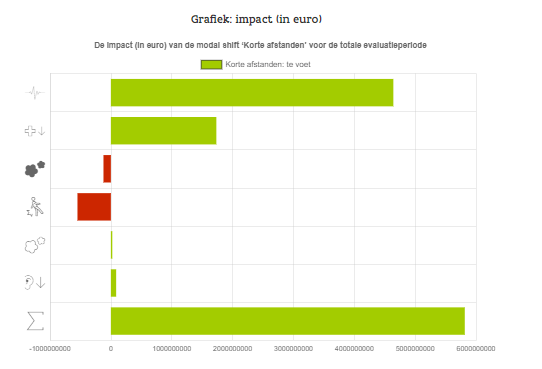 Grafiek: impact (in euro)
De impact (in euro) van de modal shift 'Korte afstanden' voor de totale evaluatieperiode
Korte afstanden: te voet
-1000000000 0 1000000000 2000000000 3000000000 4000000000 5000000000 6000000000